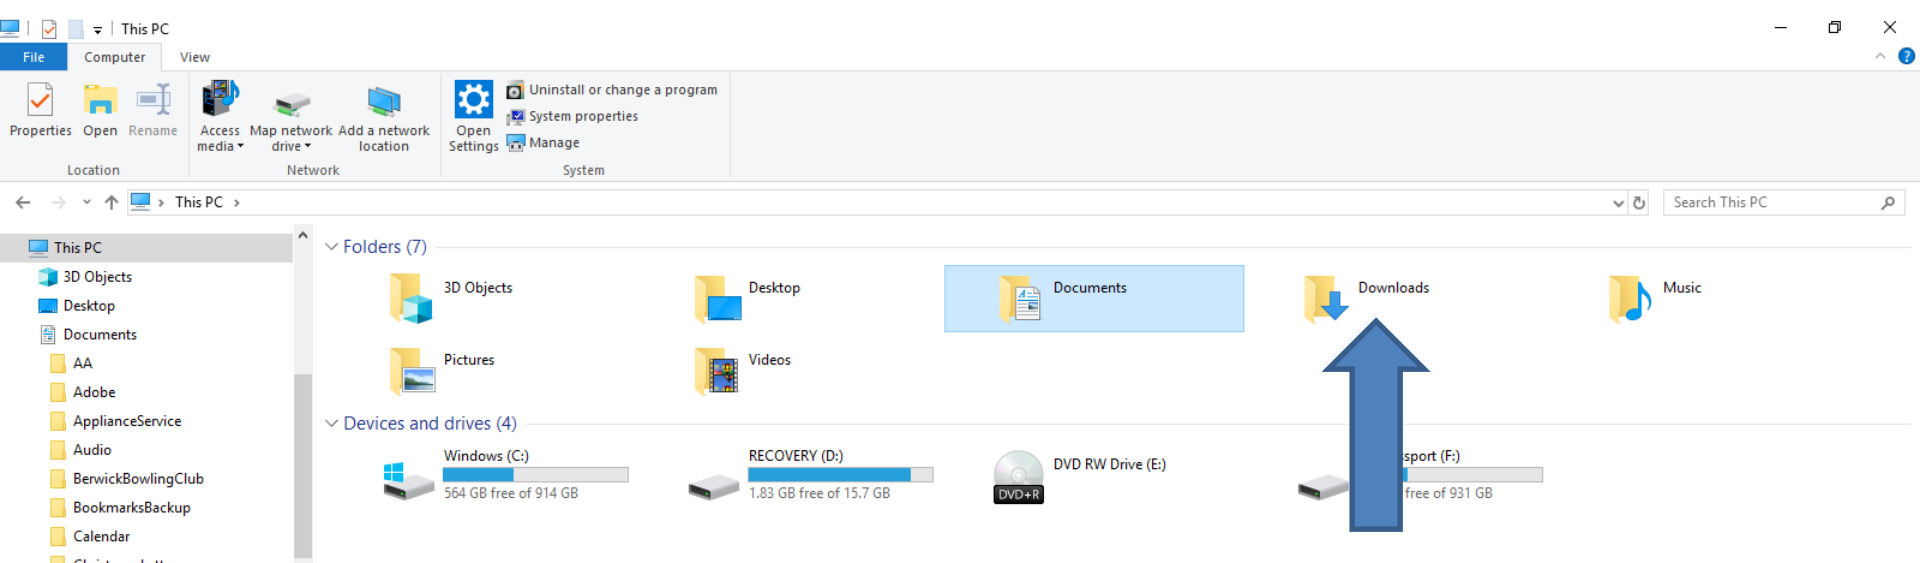 This PC
File Computer View
Properties Open Rename
Access media
Map network drive
Add a network location
Open Settings
Uninstall or change a program
System properties
Manage
Location Network System
This PC
Search This PC
This PC
3D Objects
Desktop
Documents
AA
Adobe
ApplianceService
Audio
BerwickBowlingClub
BookmarksBackup
Calendar
Folders (7)
3D Objects
Desktop
Documents
Downloads
Music
Pictures
Videos
Devices and drives (4)
Windows (C:)
564 GB free of 914 GB
RECOVERY (D:)
1.83 GB free of 15.7 GB
DVD RW Drive (E:)
DVD+R
(F:)
free of 931 GB